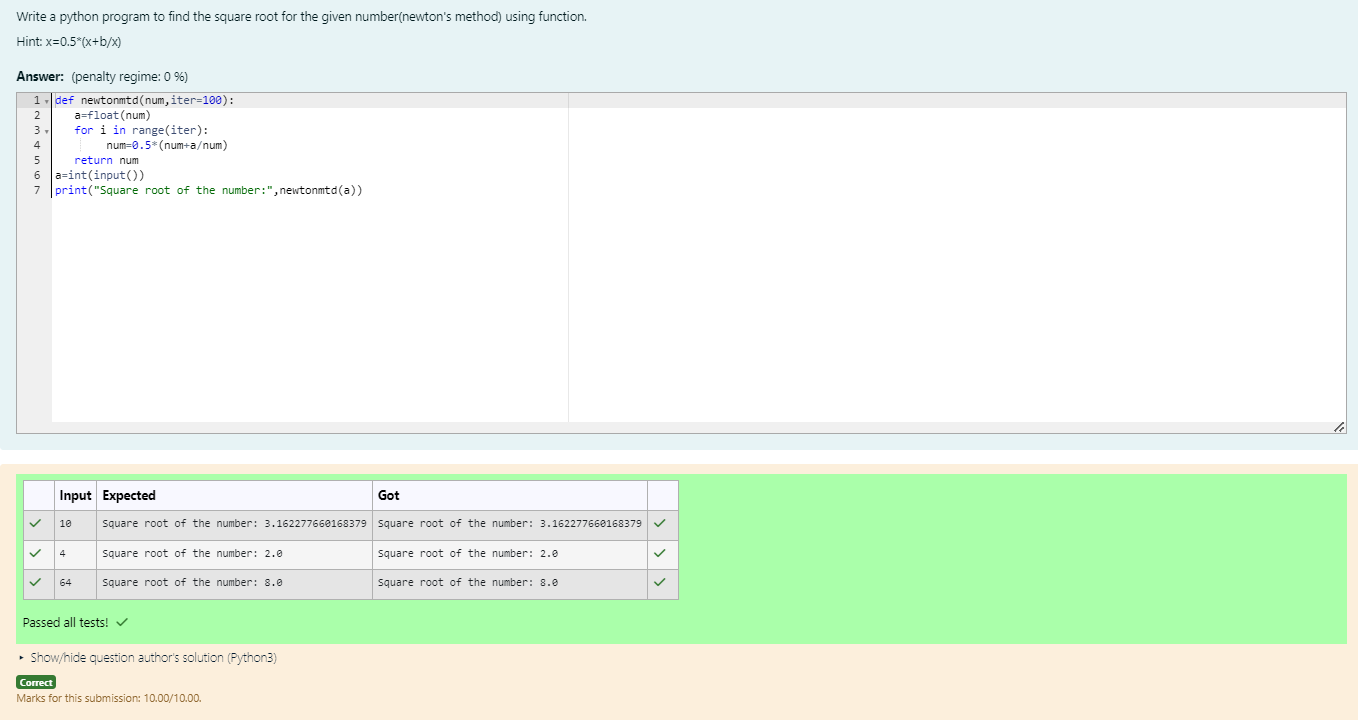 Write a python program to find the square root for the given number(newton's method) using function.
Hint: x=0.5*(x+b/x)
Answer: (penalty regime: 0 %)
1 def newtonmtd(num,iter=100):
2 a=float(num)
3 for i in range(iter):
4 num=0.5*(num+a/num)
5 return num
6 a=int(input())
7 print("Square root of the number:",newtonmtd(a))
Input Expected Got
10 Square root of the number: 3.162277660168379 Square root of the number: 3.162277660168379
4 Square root of the number: 2.0 Square root of the number: 2.0
64 Square root of the number: 8.0 Square root of the number: 8.0
Passed all tests!
Show/hide question author's solution (Python3)
Correct
Marks for this submission: 10.00/10.00.